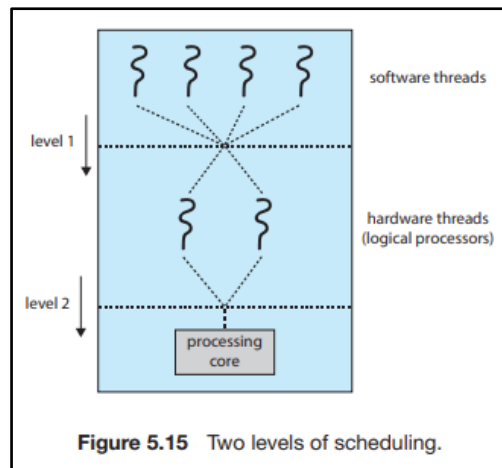 software threads
level 1
hardware threads
(logical processors)
level 2
processing
core
Figure 5.15 Two levels of scheduling.